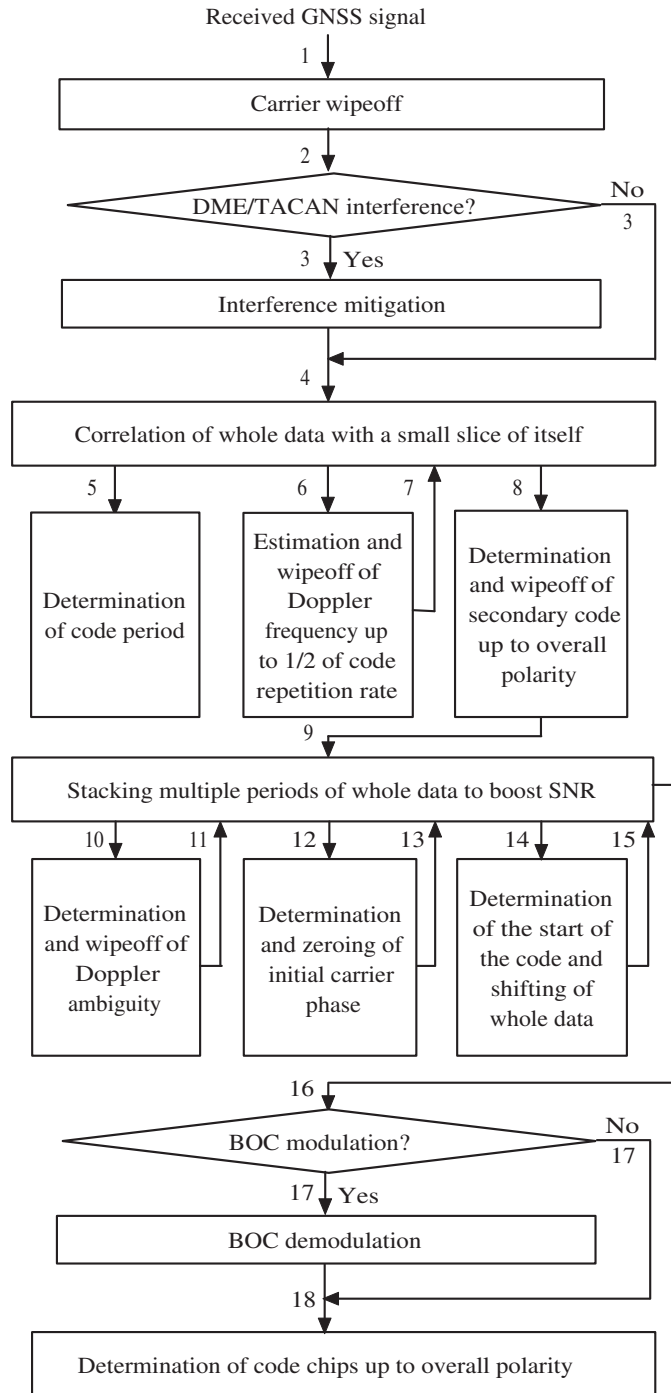 Received GNSS signal
1
Carrier wipeoff
2
DME/TACAN interference?
No
3
3
Yes
Interference mitigation
4
Correlation of whole data with a small slice of itself
5
6
7
8
Determination
of code period
Estimation and
wipeoff of
Doppler
frequency up
to 1/2 of code
repetition rate
Determination
and wipeoff of
secondary code
up to overall
polarity
9
Stacking multiple periods of whole data to boost SNR
10
11
12
13
14
15
Determination
and wipeoff of
Doppler
ambiguity
Determination
and zeroing of
initial carrier
phase
Determination
of the start of
the code and
shifting of
whole data
16
BOC modulation?
No
17
17
Yes
BOC demodulation
18
Determination of code chips up to overall polarity